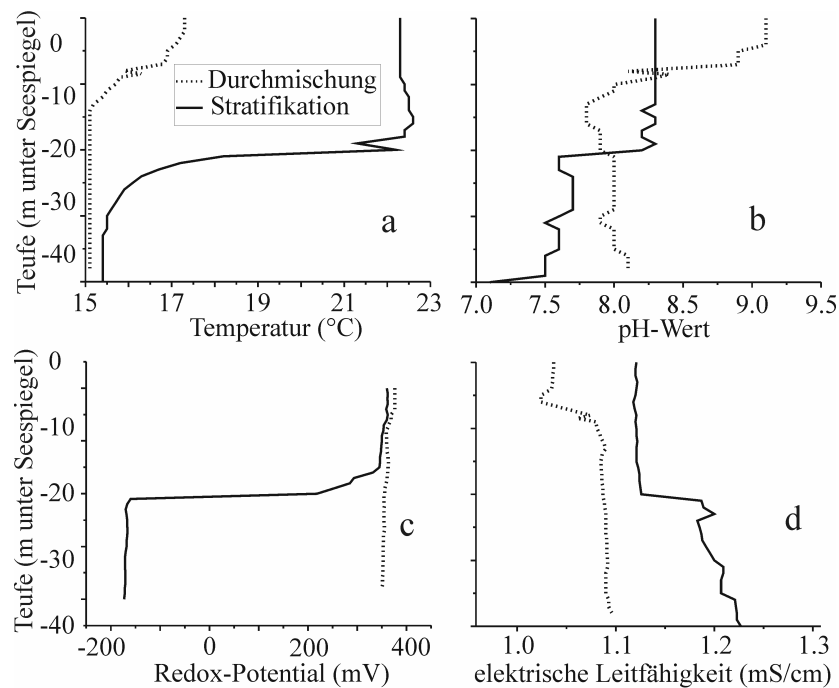 Teufe (m unter Seespiegel)
0
-10
-20
-30
-40
Durchmischung
Stratifikation
a
15 17 19 21 23
Temperatur (°C)
b
7.0 7.5 8.0 8.5 9.0 9.5
pH-Wert
Teufe (m unter Seespiegel)
0
-10
-20
-30
-40
c
-200 0 200 400
Redox-Potential (mV)
d
1.0 1.1 1.2 1.3
elektrische Leitfähigkeit (mS/cm)